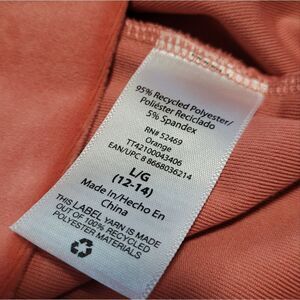 95% Recycled Polyester/
Poliéster Reciclado
5% Spandex
RN# 52469
Orange
TT42100043406
EAN/UPC 8 8668036214
L/G
(12-14)
Made In/Hecho En
China
THIS LABEL YARN IS MADE
OUT OF 100% RECYCLED
POLYESTER MATERIALS